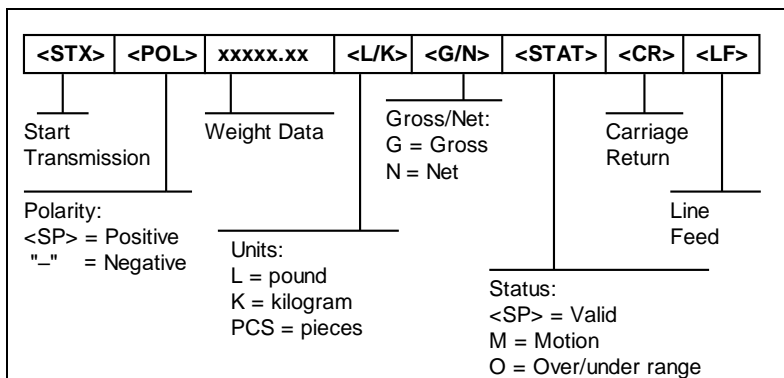 <STX> <POL> xxxxx.xx <L/K> <G/N> <STAT> <CR> <LF>
Start
Transmission
Weight Data
Gross/Net:
G = Gross
N = Net
Carriage
Return
Polarity:
<SP> = Positive
"–" = Negative
Units:
L = pound
K = kilogram
PCS = pieces
Line
Feed
Status:
<SP> = Valid
M = Motion
O = Over/under range